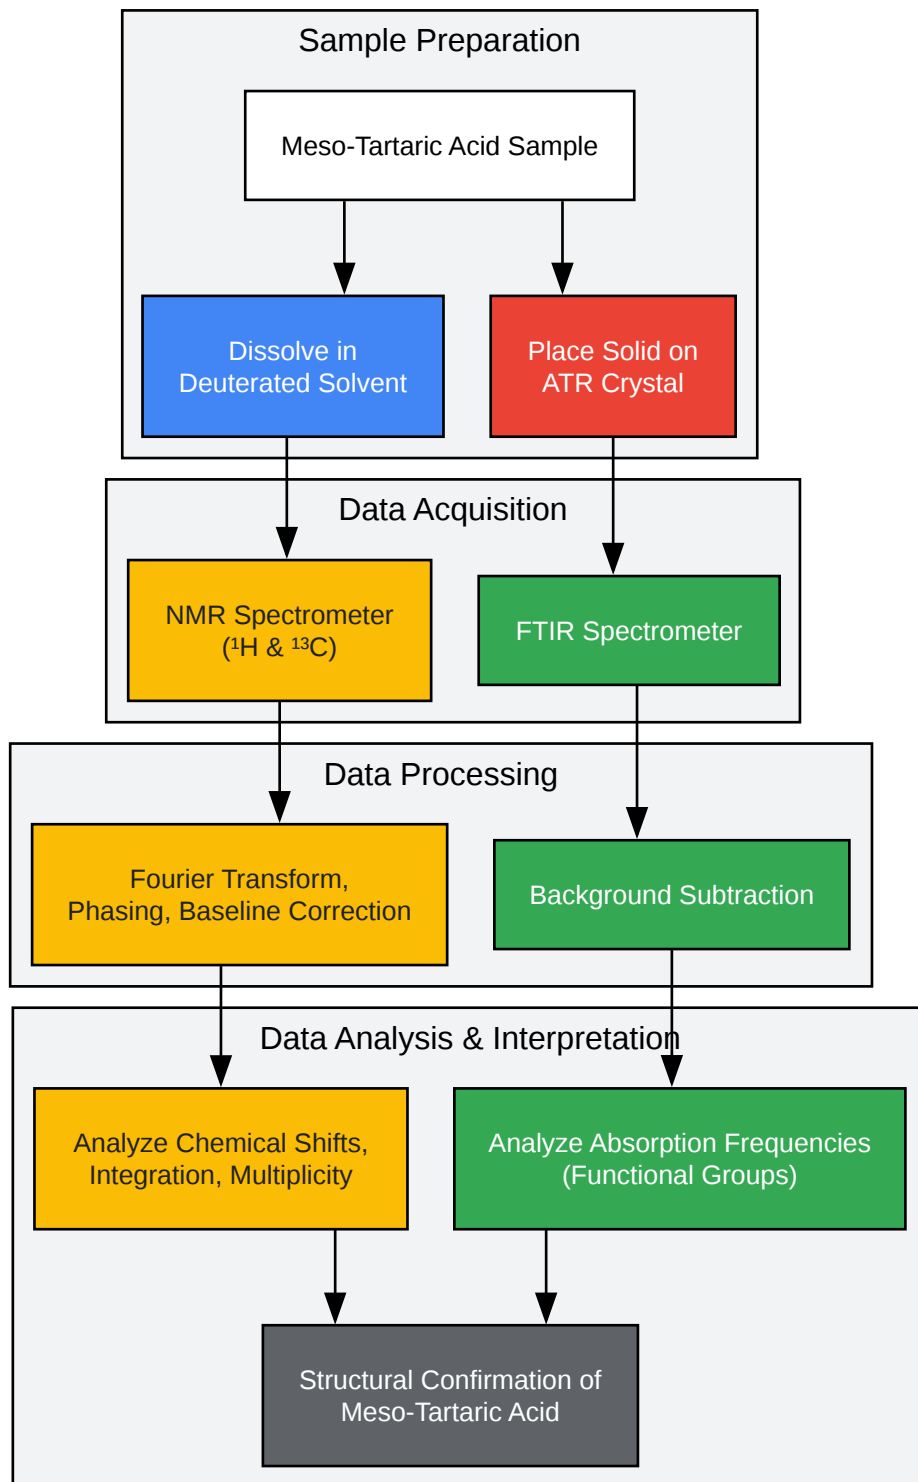 Sample Preparation
Meso-Tartaric Acid Sample
Dissolve in
Deuterated Solvent
Place Solid on
ATR Crystal
Data Acquisition
NMR Spectrometer
(¹H & ¹³C)
FTIR Spectrometer
Data Processing
Fourier Transform,
Phasing, Baseline Correction
Background Subtraction
Data Analysis & Interpretation
Analyze Chemical Shifts,
Integration, Multiplicity
Analyze Absorption Frequencies
(Functional Groups)
Structural Confirmation of
Meso-Tartaric Acid